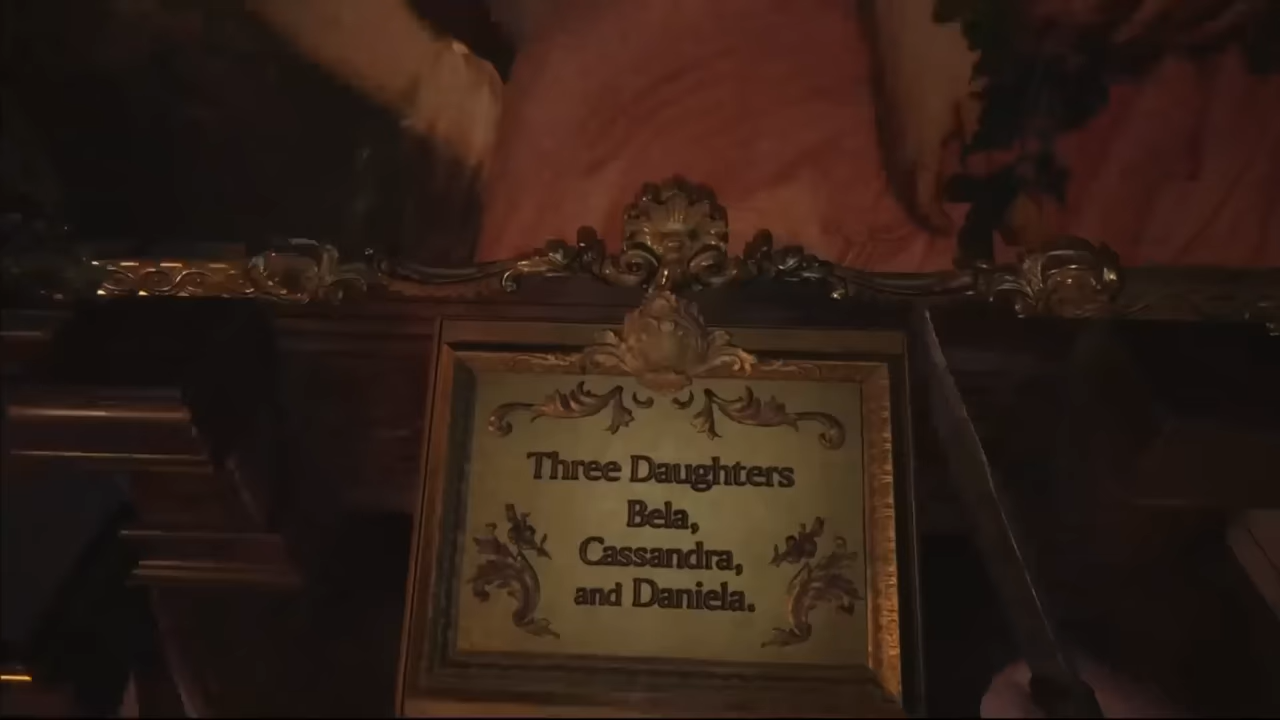 Three Daughters
Bela,
Cassandra,
and Daniela.